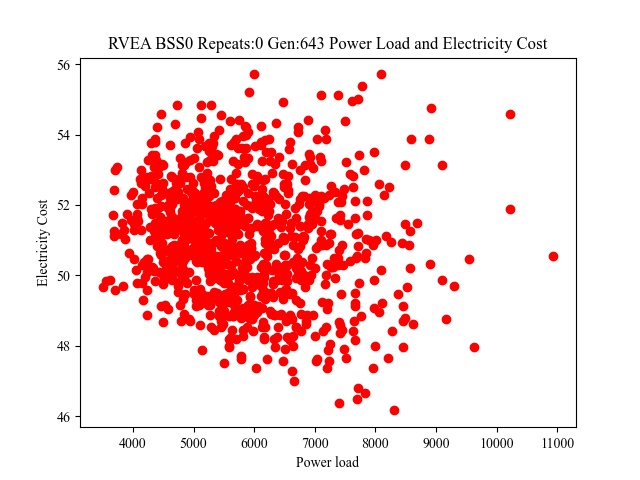 RVEA BSS0 Repeats:0 Gen:643 Power Load and Electricity Cost
56
54
52
50
48
46
Electricity Cost
4000 5000 6000 7000 8000 9000 10000 11000
Power load